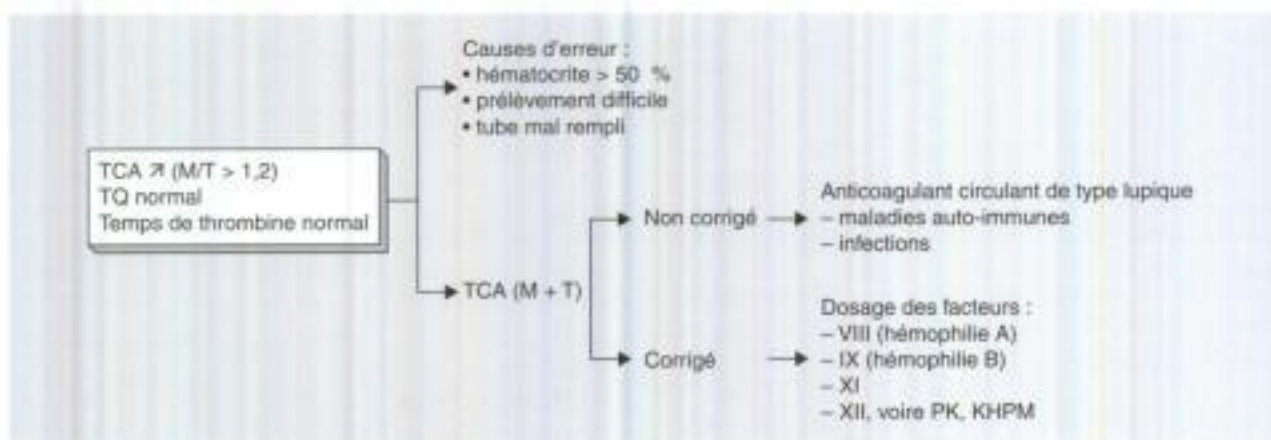 Causes d'erreur :
• hématocrite > 50 %
• prélèvement difficile
• tube mal rempli
TCA ↗ (M/T > 1,2)
TQ normal
Temps de thrombine normal
TCA (M + T)
Non corrigé
Anticoagulant circulant de type lupique
– maladies auto-immunes
– infections
Corrigé
Dosage des facteurs :
– VIII (hémophilie A)
– IX (hémophilie B)
– XI
– XII, voire PK, KHPM